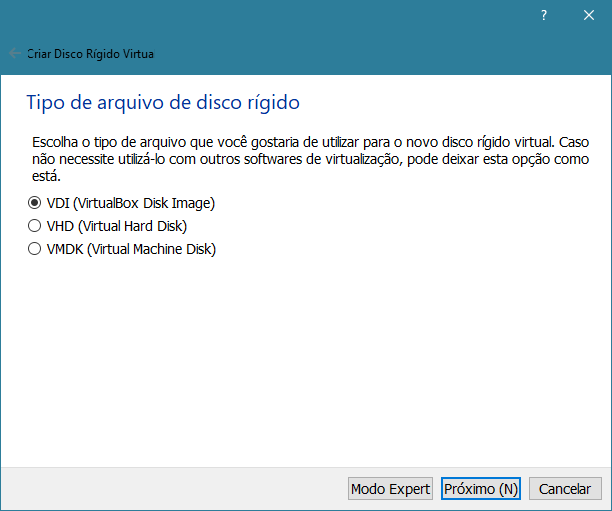 ?
Criar Disco Rígido Virtua
Tipo de arquivo de disco rígido
Escolha o tipo de arquivo que você gostaria de utilizar para o novo disco rígido virtual. Caso
não necessite utilizá-lo com outros softwares de virtualização, pode deixar esta opção como
está.
VDI (VirtualBox Disk Image)
VHD (Virtual Hard Disk)
VMDK (Virtual Machine Disk)
Modo Expert Próximo (N) Cancelar